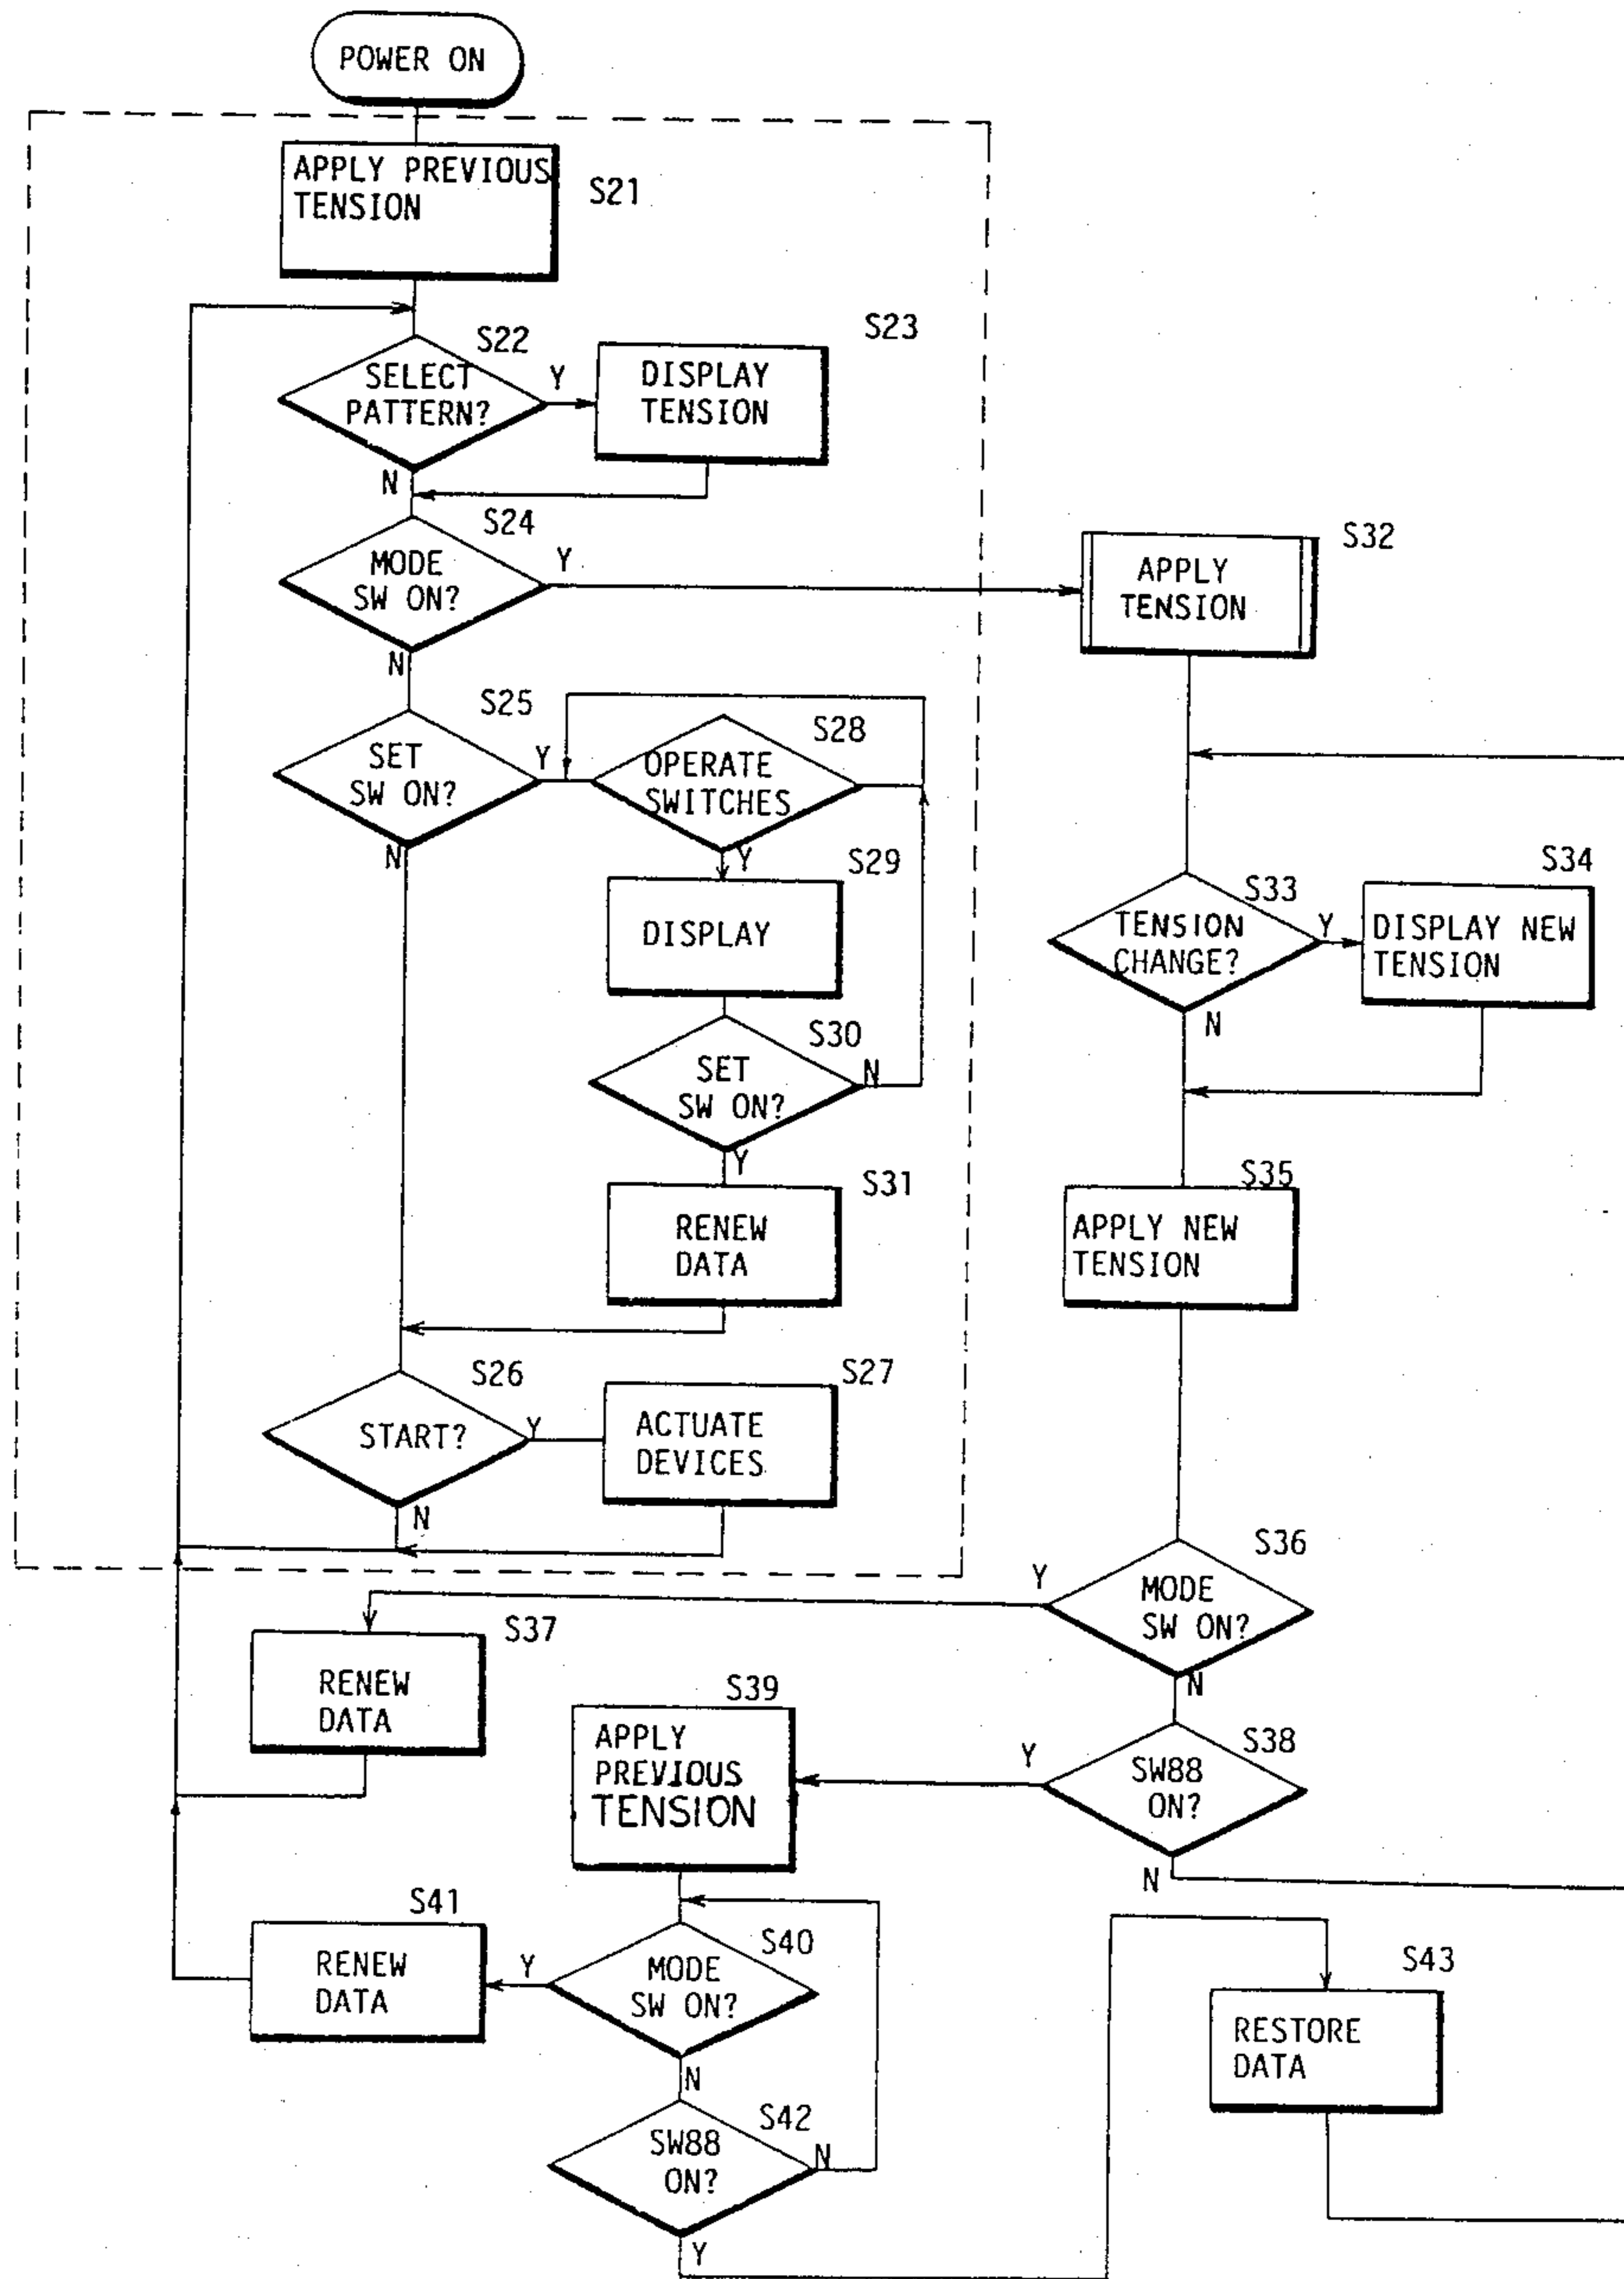 POWER ON
APPLY PREVIOUS
TENSION
S21
S22
SELECT
PATTERN?
Y
N
S23
DISPLAY
TENSION
S24
MODE
SW ON?
Y
N
S32
APPLY
TENSION
S25
SET
SW ON?
Y
N
S28
OPERATE
SWITCHES
Y
S29
DISPLAY
S30
SET
SW ON?
N
Y
S31
RENEW
DATA
S33
TENSION
CHANGE?
Y
N
S34
DISPLAY NEW
TENSION
S35
APPLY NEW
TENSION
S26
START?
Y
N
S27
ACTUATE
DEVICES
S36
MODE
SW ON?
Y
N
S37
RENEW
DATA
S38
SW88
ON?
Y
N
S39
APPLY
PREVIOUS
TENSION
S40
MODE
SW ON?
Y
N
S41
RENEW
DATA
S42
SW88
ON?
N
Y
S43
RESTORE
DATA